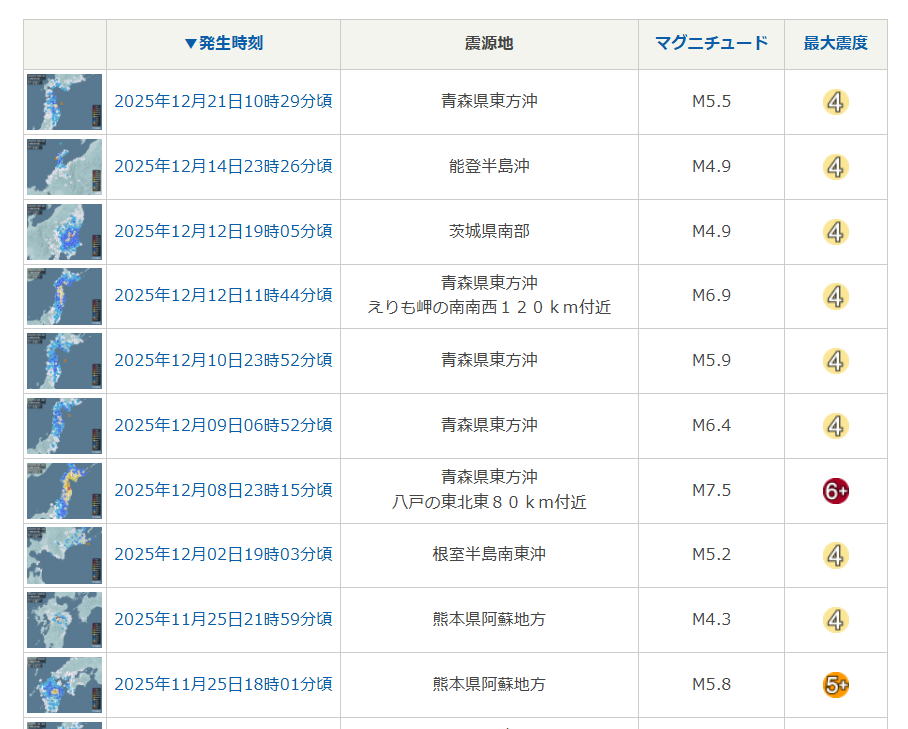 ▼発生時刻 震源地 マグニチュード 最大震度
2025年12月21日10時29分頃 青森県東方沖 M5.5 4
2025年12月14日23時26分頃 能登半島沖 M4.9 4
2025年12月12日19時05分頃 茨城県南部 M4.9 4
2025年12月12日11時44分頃 青森県東方沖 M6.9 4
えりも岬の南南西１２０ｋｍ付近
2025年12月10日23時52分頃 青森県東方沖 M5.9 4
2025年12月09日06時52分頃 青森県東方沖 M6.4 4
2025年12月08日23時15分頃 青森県東方沖 M7.5 6+
八戸の東北東８０ｋｍ付近
2025年12月02日19時03分頃 根室半島南東沖 M5.2 4
2025年11月25日21時59分頃 熊本県阿蘇地方 M4.3 4
2025年11月25日18時01分頃 熊本県阿蘇地方 M5.8 5+